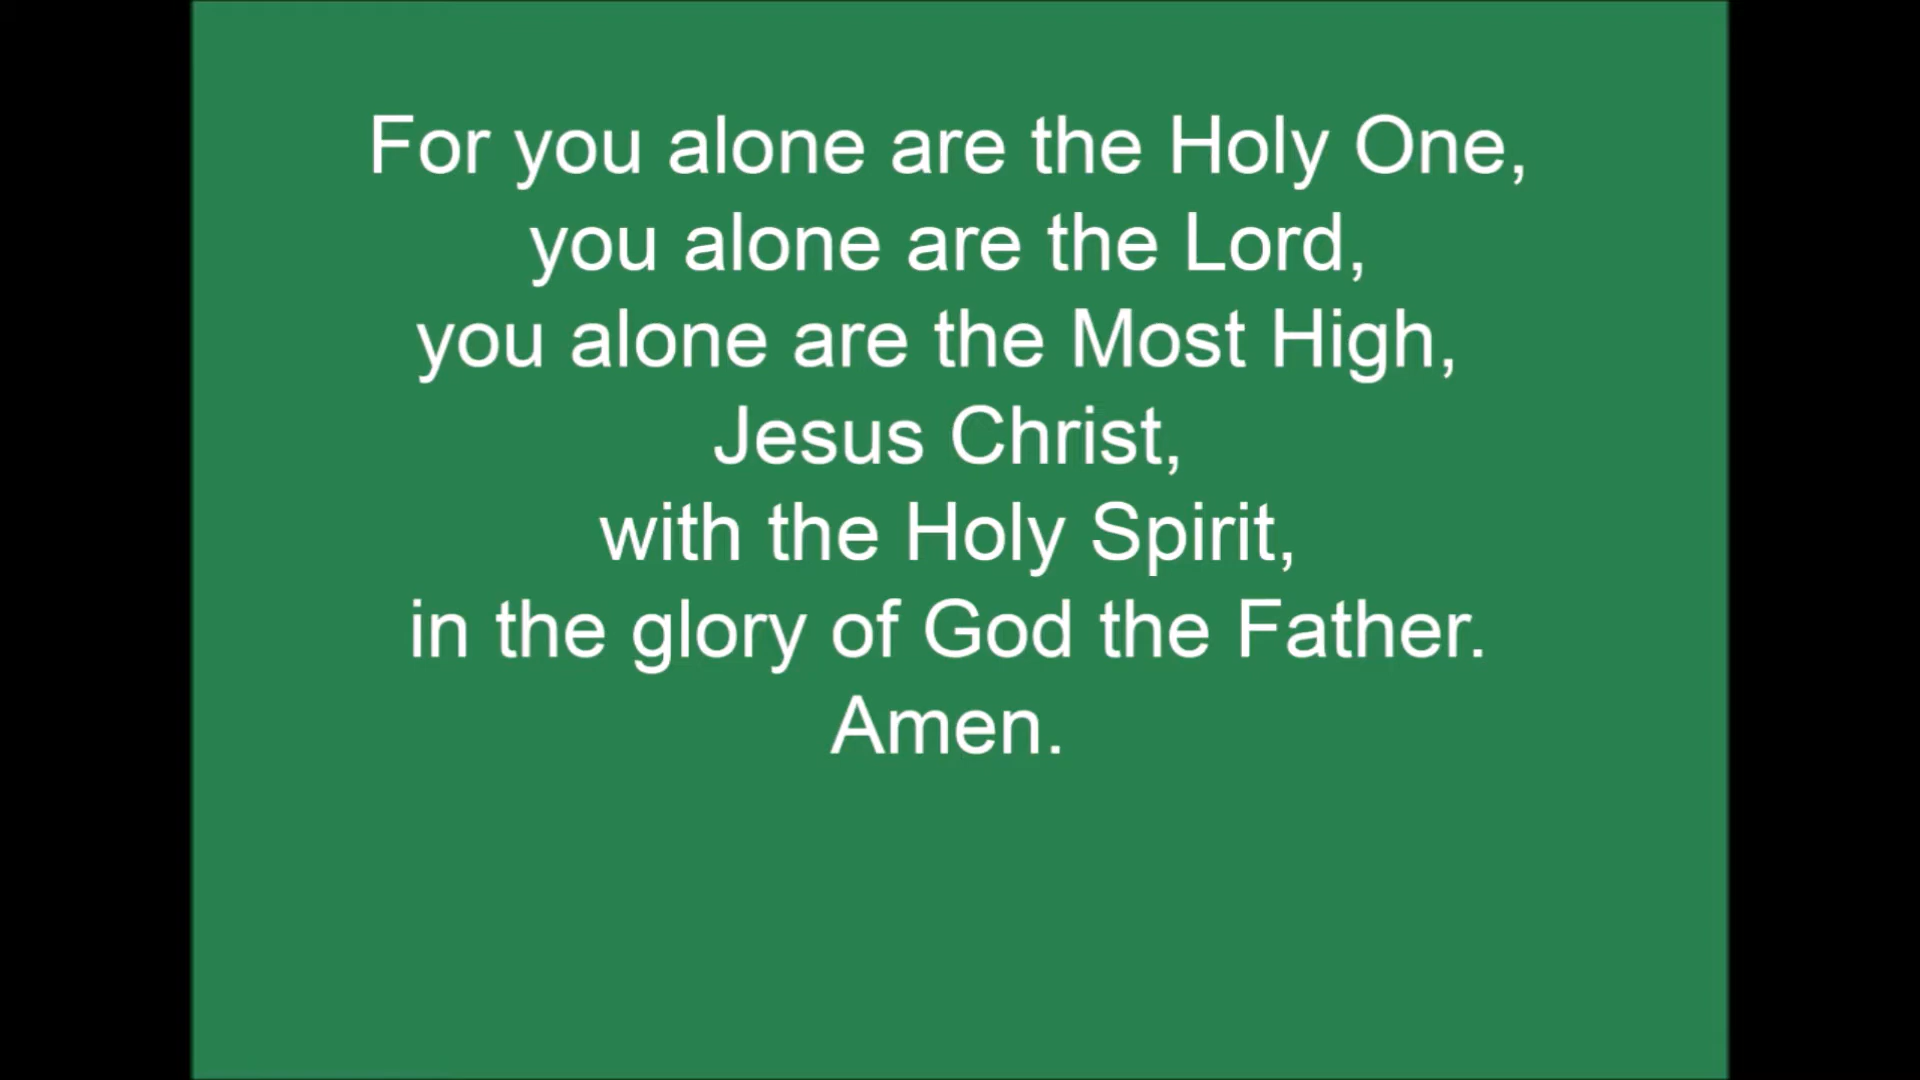 For you alone are the Holy One,
you alone are the Lord,
you alone are the Most High,
Jesus Christ,
with the Holy Spirit,
in the glory of God the Father.
Amen.